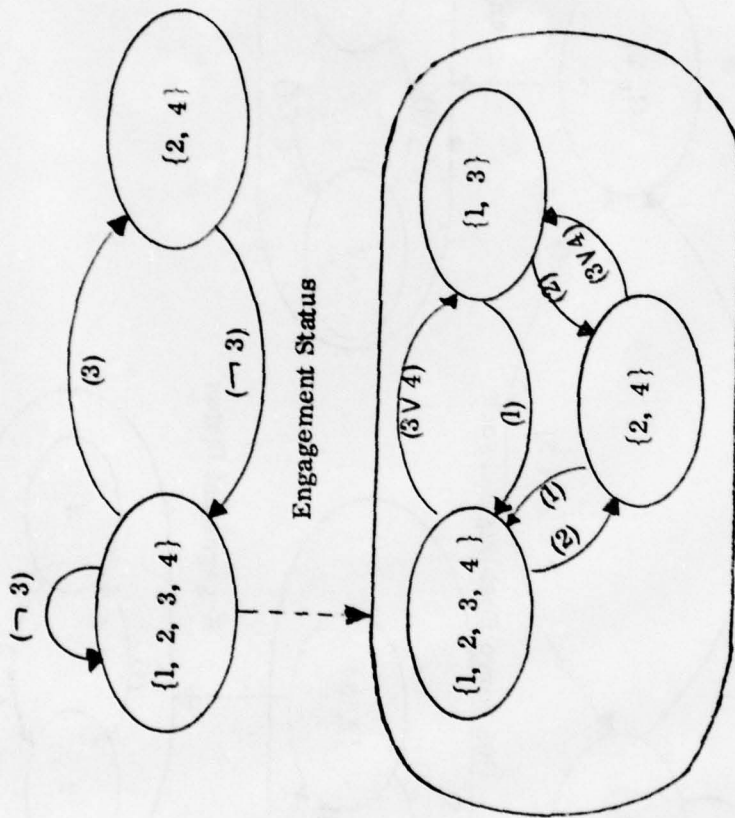 (¬ 3)
{1, 2, 3, 4}
(3)
(¬ 3)
{2, 4}
Engagement Status
{1, 2, 3, 4}
(3 V 4)
(1)
{1, 3}
(2)
(1)
(2)
(3 V 4)
{2, 4}